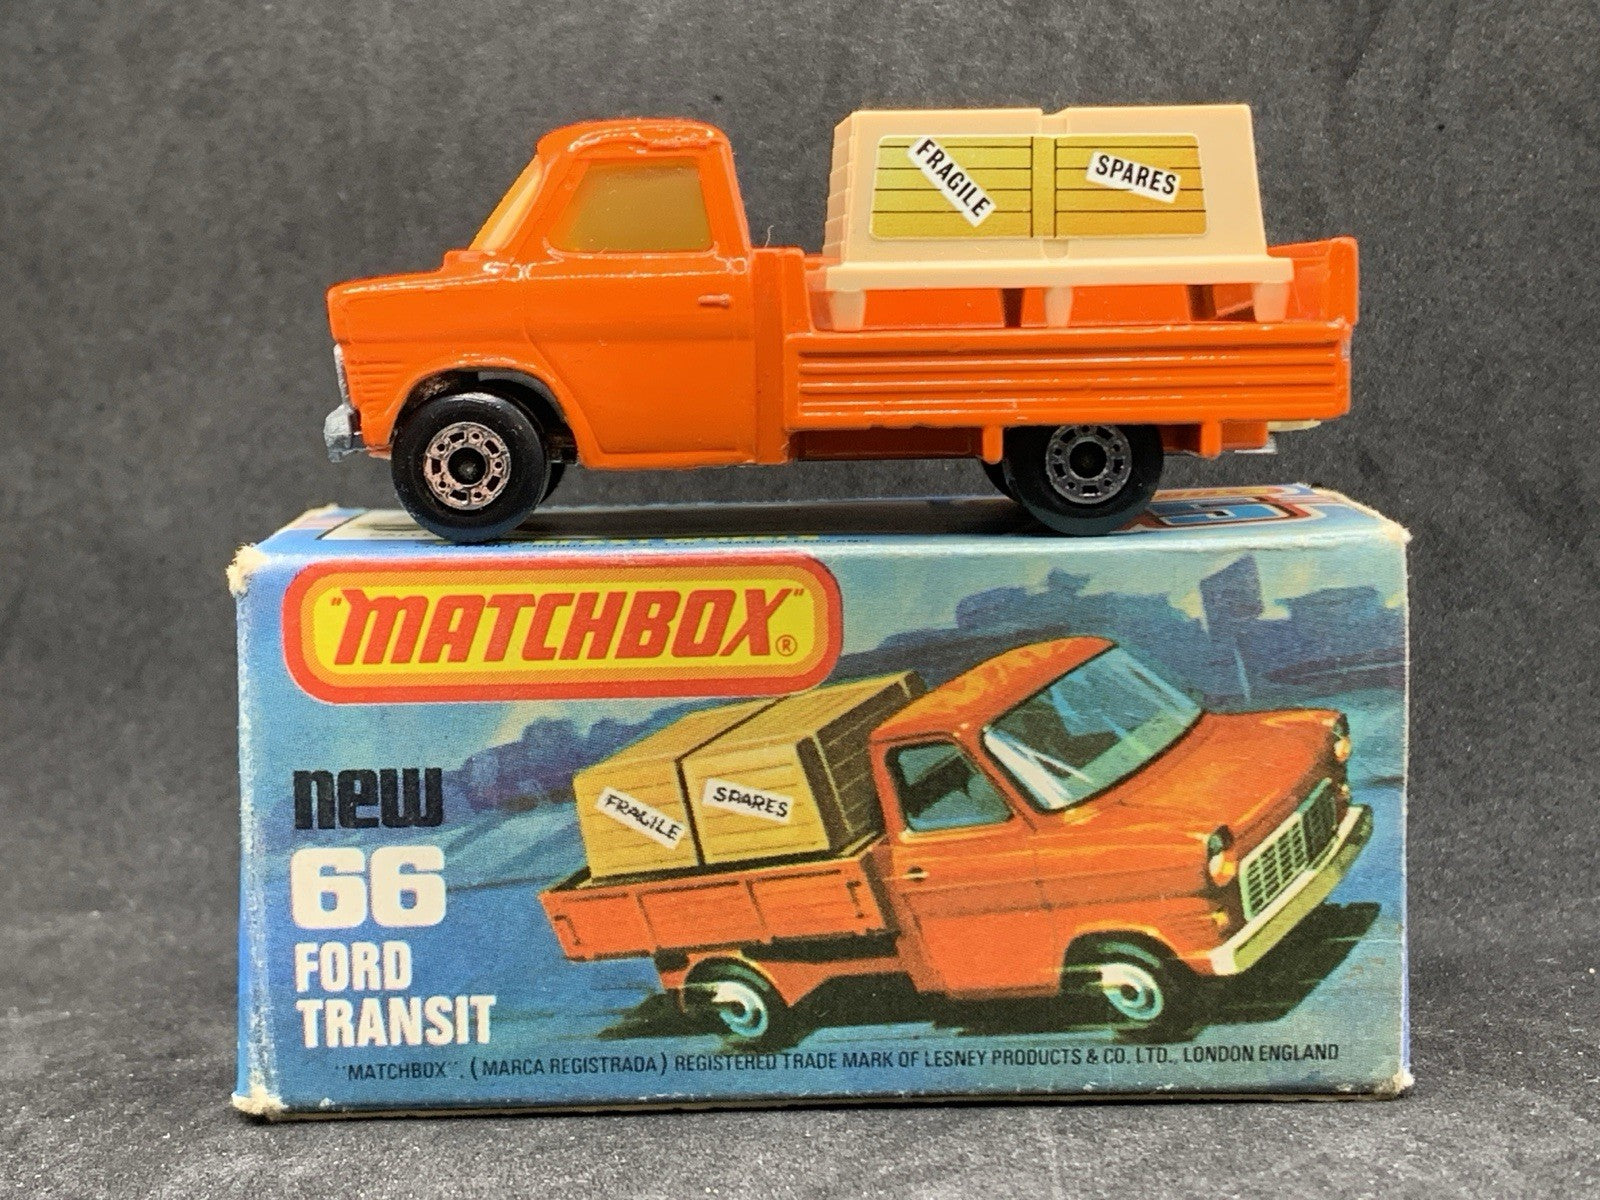 FRAGILE
SPARES
"MATCHBOX"®
FRAGILE
SPARES
new
66
FORD
TRANSIT
"MATCHBOX". (MARCA REGISTRADA) REGISTERED TRADE MARK OF LESNEY PRODUCTS & CO. LTD., LONDON ENGLAND